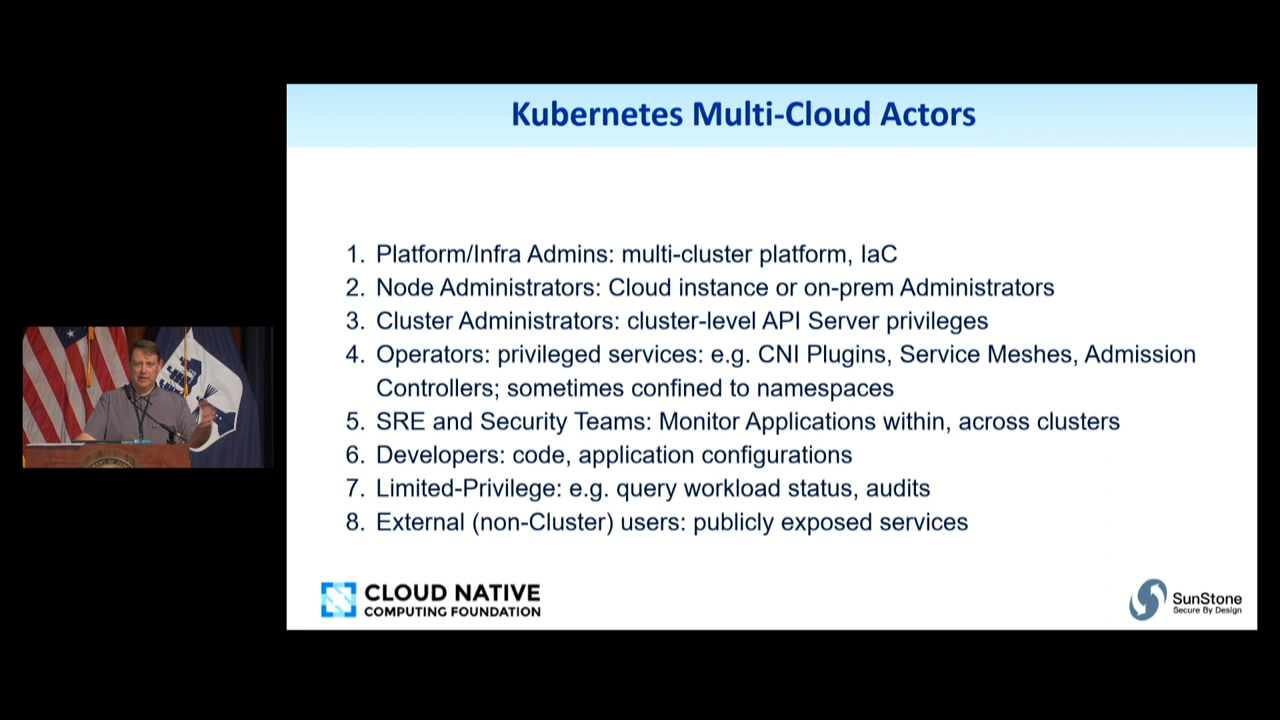 Kubernetes Multi-Cloud Actors
1. Platform/Infra Admins: multi-cluster platform, IaC
2. Node Administrators: Cloud instance or on-prem Administrators
3. Cluster Administrators: cluster-level API Server privileges
4. Operators: privileged services: e.g. CNI Plugins, Service Meshes, Admission
Controllers; sometimes confined to namespaces
5. SRE and Security Teams: Monitor Applications within, across clusters
6. Developers: code, application configurations
7. Limited-Privilege: e.g. query workload status, audits
8. External (non-Cluster) users: publicly exposed services
CLOUD NATIVE
COMPUTING FOUNDATION
SunStone
Secure By Design